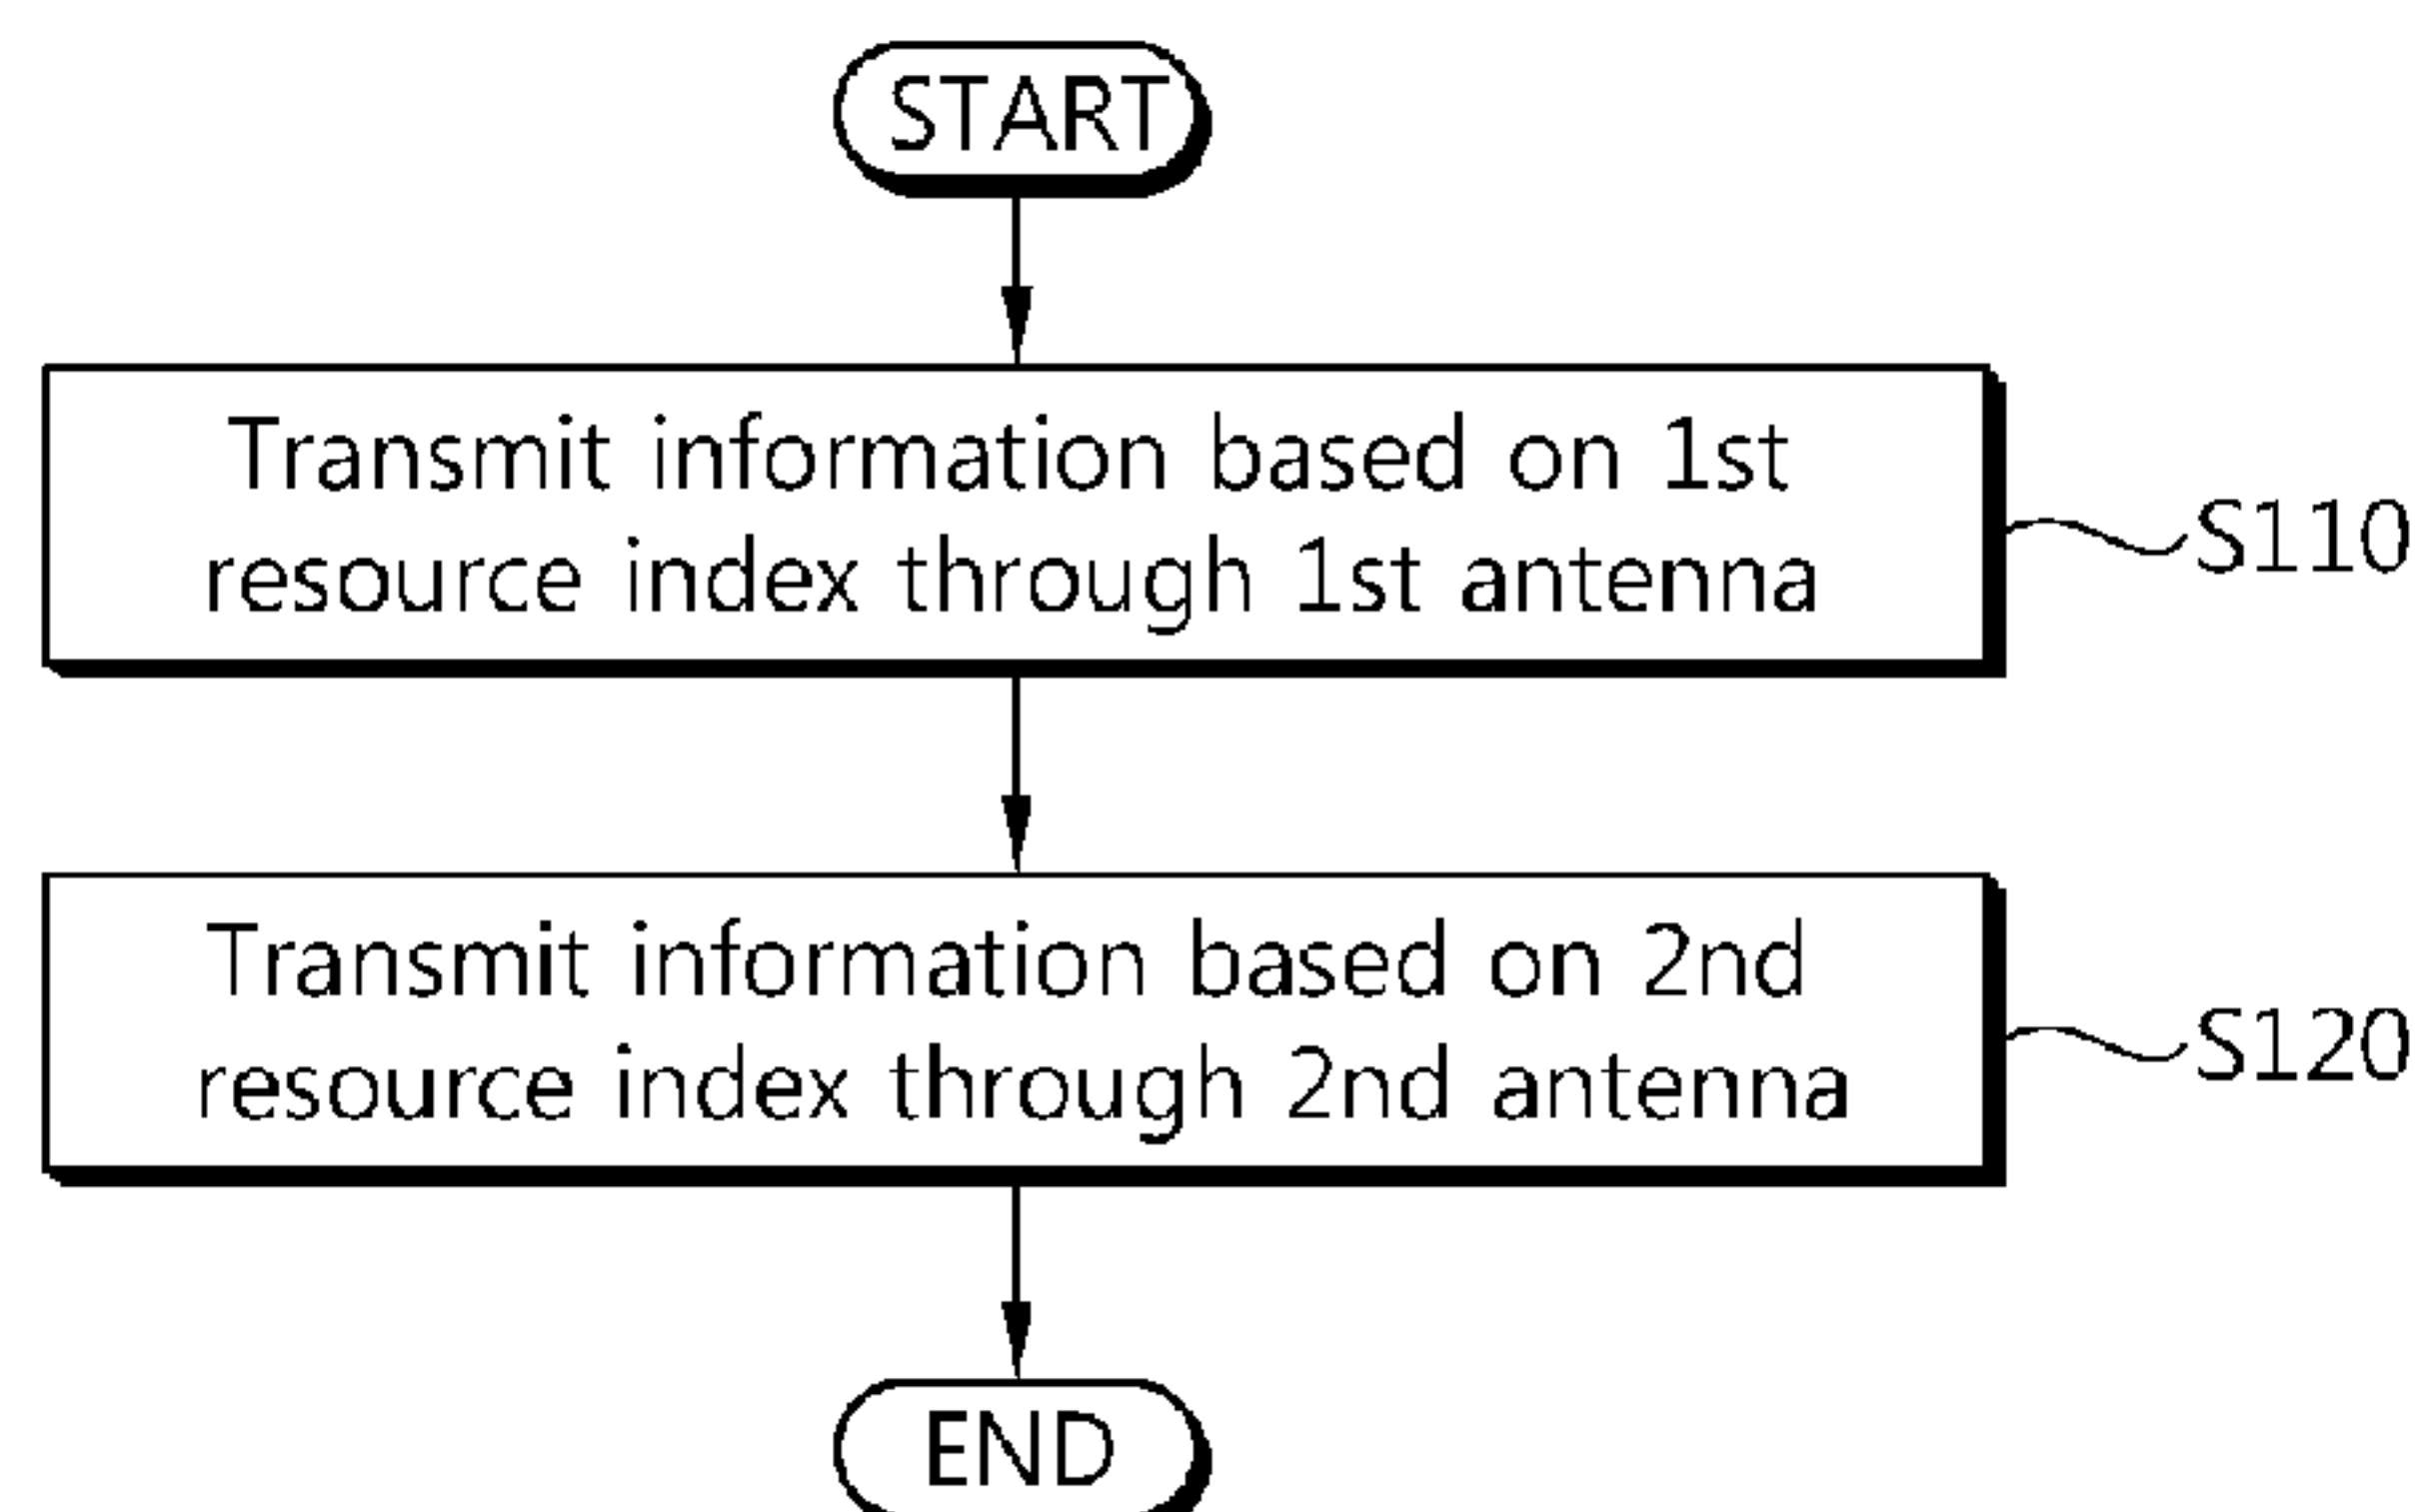 START
Transmit information based on 1st
resource index through 1st antenna
S110
Transmit information based on 2nd
resource index through 2nd antenna
S120
END